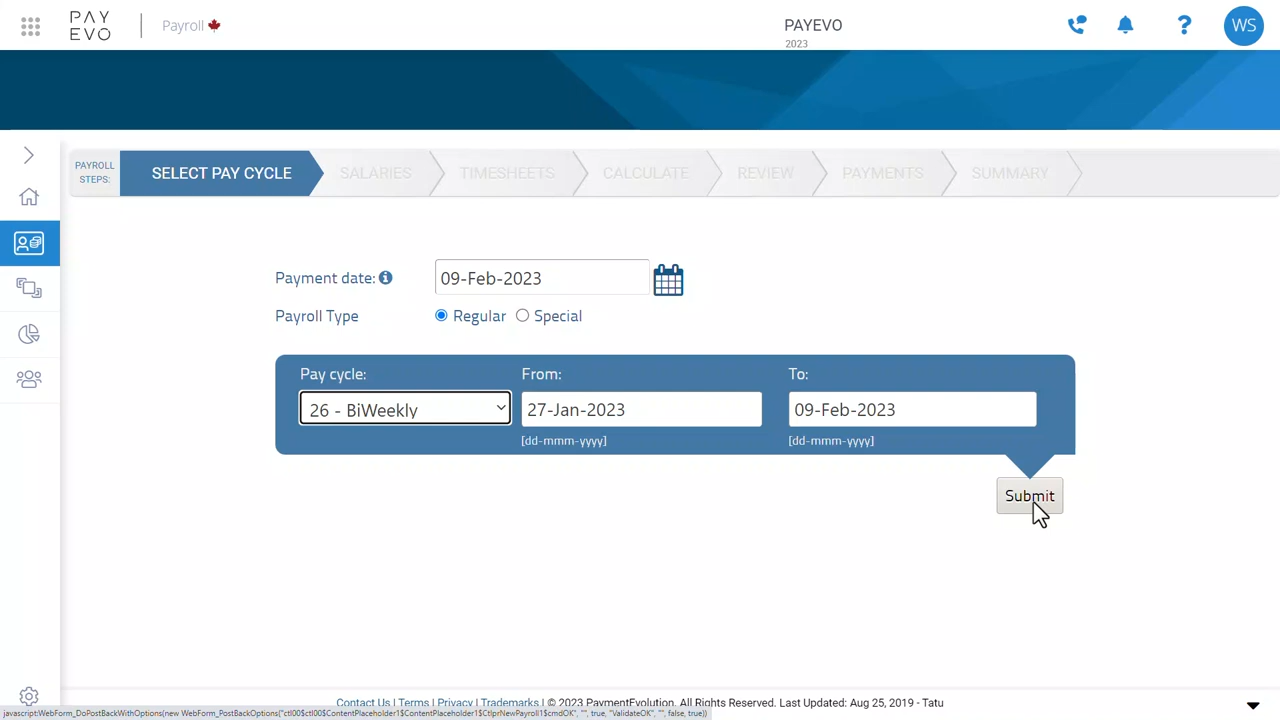 PAY
EVO
Payroll
PAYEVO
2023
WS
PAYROLL
STEPS:
SELECT PAY CYCLE
SALARIES
TIMESHEETS
CALCULATE
REVIEW
PAYMENTS
SUMMARY
Payment date:
09-Feb-2023
Payroll Type
Regular
Special
Pay cycle:
From:
To:
26 - BiWeekly
27-Jan-2023
09-Feb-2023
[dd-mmm-yyyy]
[dd-mmm-yyyy]
Submit
Contact Us | Terms | Privacy | Trademarks | © 2023 PaymentEvolution. All Rights Reserved. Last Updated: Aug 25, 2019 - Tatu
javascript:WebForm_DoPostBackWithOptions(new WebForm_PostBackOptions("ctl00$ctl00$ContentPlaceholder1$ContentPlaceholder1$CtlprNewPayroll1$cmdOK", "", true, "ValidateOK", "", false, true))